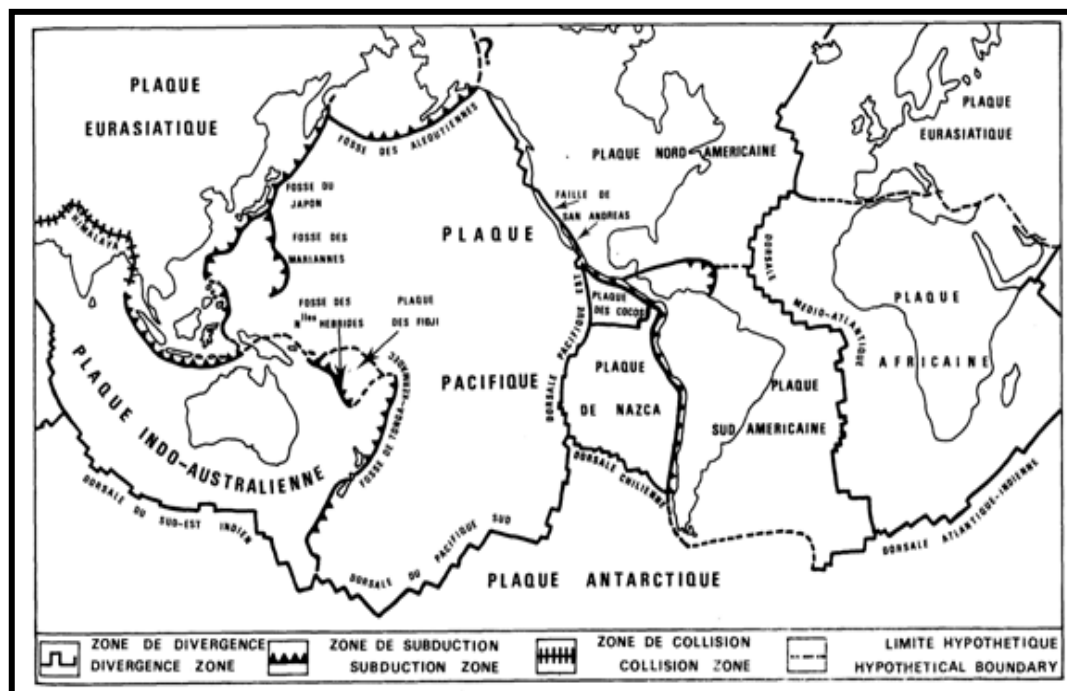 PLAQUE
EURASIATIQUE
?
FOSSE DES ALEOUTIENNES
PLAQUE NORD-AMERICAINE
PLAQUE
EURASIATIQUE
FOSSE DU
JAPON
FAILLE DE
SAN ANDREAS
HIMALAYA
FOSSE DES
MARIANNES
PLAQUE
DORSALE
MEDIO-ATLANTIQUE
FOSSE DES
Nlles HEBRIDES
PLAQUE
DES FIDJI
PLAQUE
DES COCOS
PLAQUE
AFRICAINE
PLAQUE INDO-AUSTRALIENNE
FOSSE DE TONGA-KERMADEC
PACIFIQUE
DORSALE PACIFIQUE EST
PLAQUE
DE NAZCA
PLAQUE
SUD AMERICAINE
DORSALE CHILIENNE
DORSALE DU SUD-EST INDIEN
DORSALE DU PACIFIQUE SUD
DORSALE ATLANTIQUE-INDIENNE
PLAQUE ANTARCTIQUE
ZONE DE DIVERGENCE
DIVERGENCE ZONE
ZONE DE SUBDUCTION
SUBDUCTION ZONE
ZONE DE COLLISION
COLLISION ZONE
LIMITE HYPOTHETIQUE
HYPOTHETICAL BOUNDARY